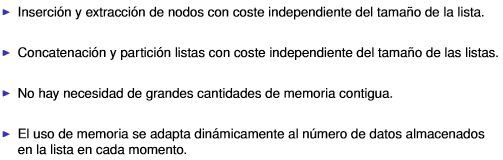 Inserción y extracción de nodos con coste independiente del tamaño de la lista.
Concatenación y partición listas con coste independiente del tamaño de las listas.
No hay necesidad de grandes cantidades de memoria contigua.
El uso de memoria se adapta dinámicamente al número de datos almacenados
en la lista en cada momento.